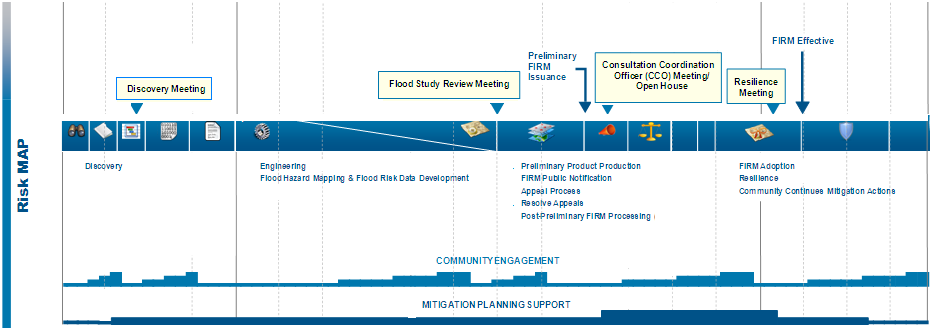 Risk MAP
FIRM Effective
Preliminary
FIRM
Issuance
Consultation Coordination
Officer (CCO) Meeting/
Open House
Discovery Meeting
Flood Study Review Meeting
Resilience
Meeting
Discovery
Engineering
Flood Hazard Mapping & Flood Risk Data Development
Preliminary Product Production
FIRM Public Notification
Appeal Process
Resolve Appeals
Post-Preliminary FIRM Processing
FIRM Adoption
Resilience
Community Continues Mitigation Actions
COMMUNITY ENGAGEMENT
MITIGATION PLANNING SUPPORT